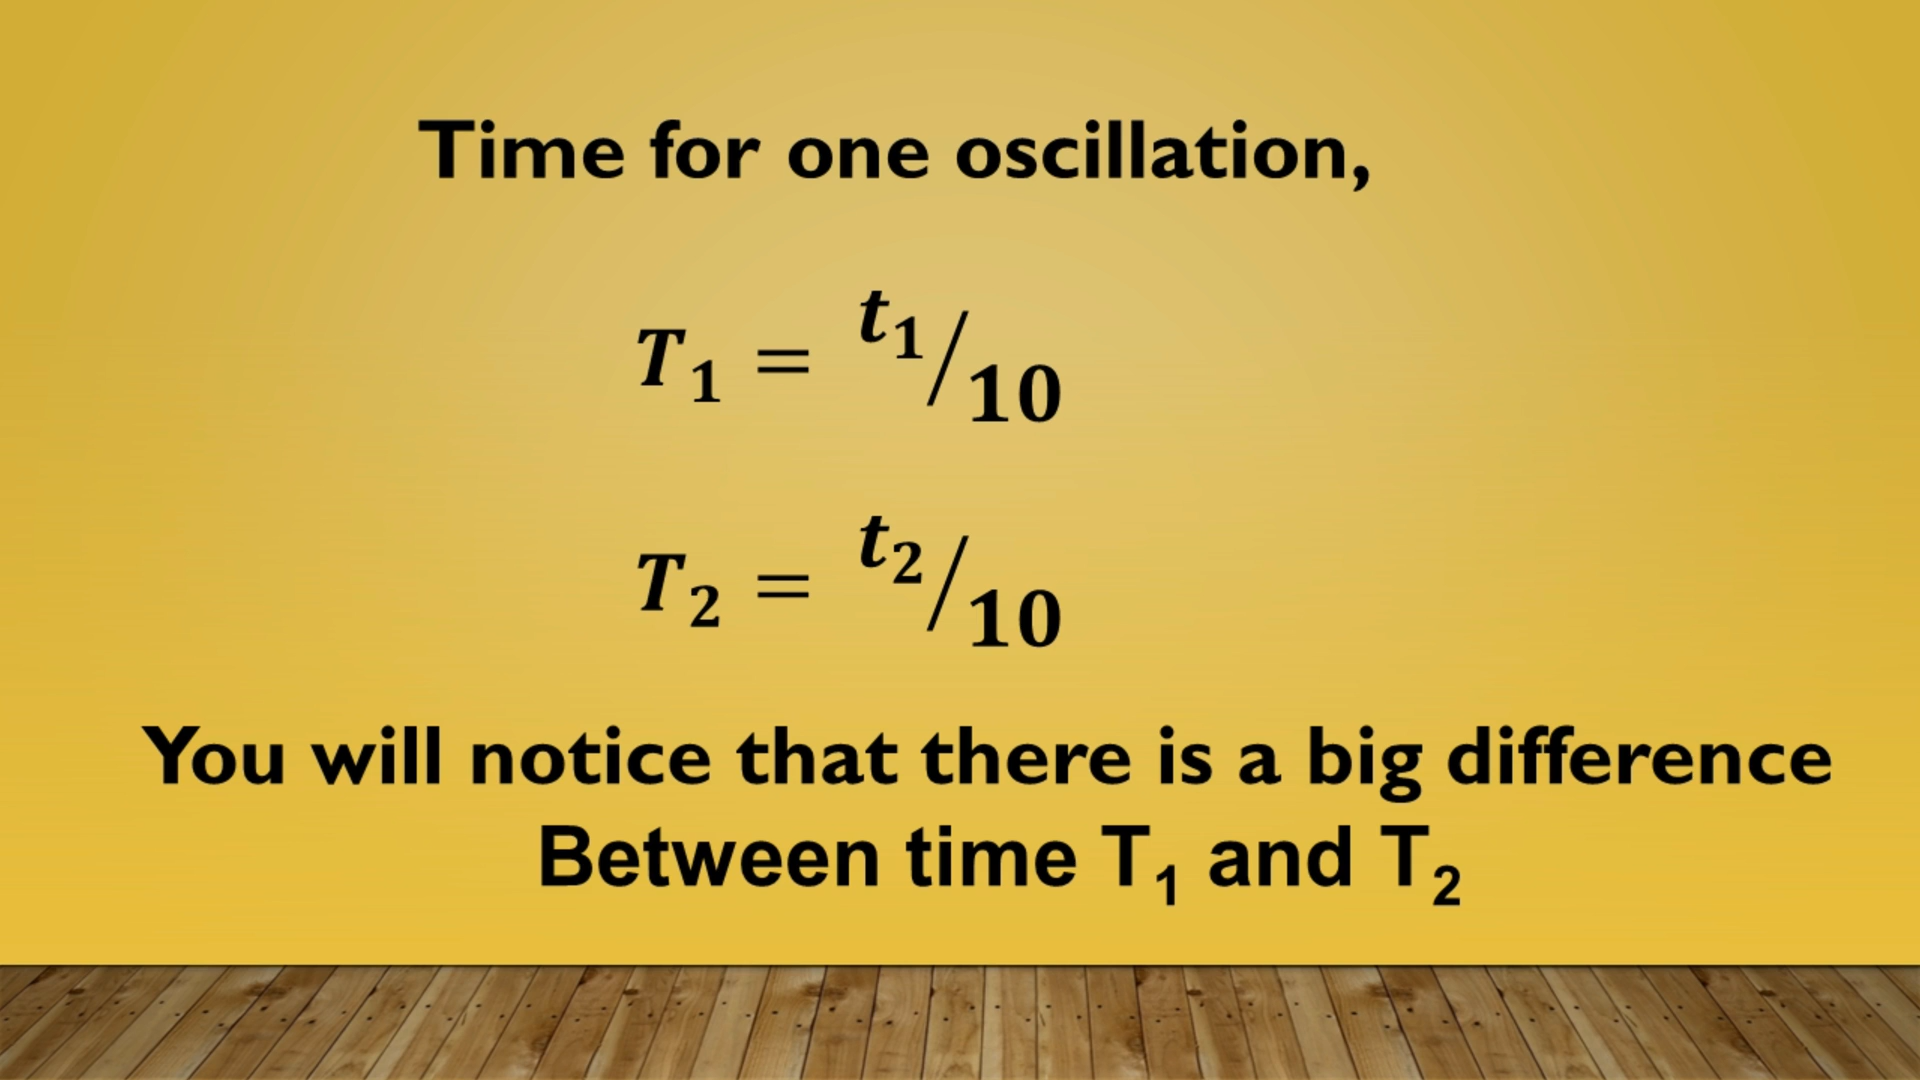 Time for one oscillation,
T₁ = t₁/10
T₂ = t₂/10
You will notice that there is a big difference
Between time T₁ and T₂